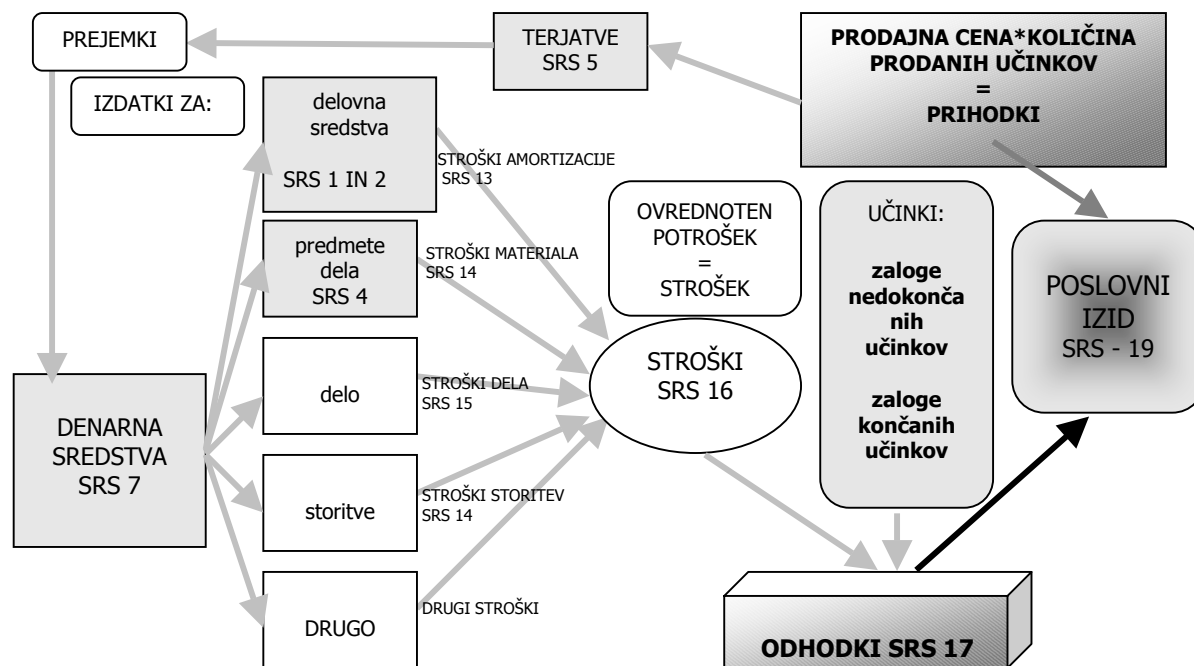 PREJEMKI
TERJATVE
SRS 5
PRODAJNA CENA*KOLIČINA
PRODANIH UČINKOV
=
PRIHODKI
IZDATKI ZA:
delovna
sredstva
SRS 1 IN 2
STROŠKI AMORTIZACIJE
SRS 13
predmete
dela
SRS 4
STROŠKI MATERIALA
SRS 14
OVREDNOTEN
POTROŠEK
=
STROŠEK
UČINKI:
zaloge
nedokonča
nih
učinkov
zaloge
končanih
učinkov
POSLOVNI
IZID
SRS - 19
STROŠKI
SRS 16
delo
STROŠKI DELA
SRS 15
DENARNA
SREDSTVA
SRS 7
storitve
STROŠKI STORITEV
SRS 14
DRUGO
DRUGI STROŠKI
ODHODKI SRS 17